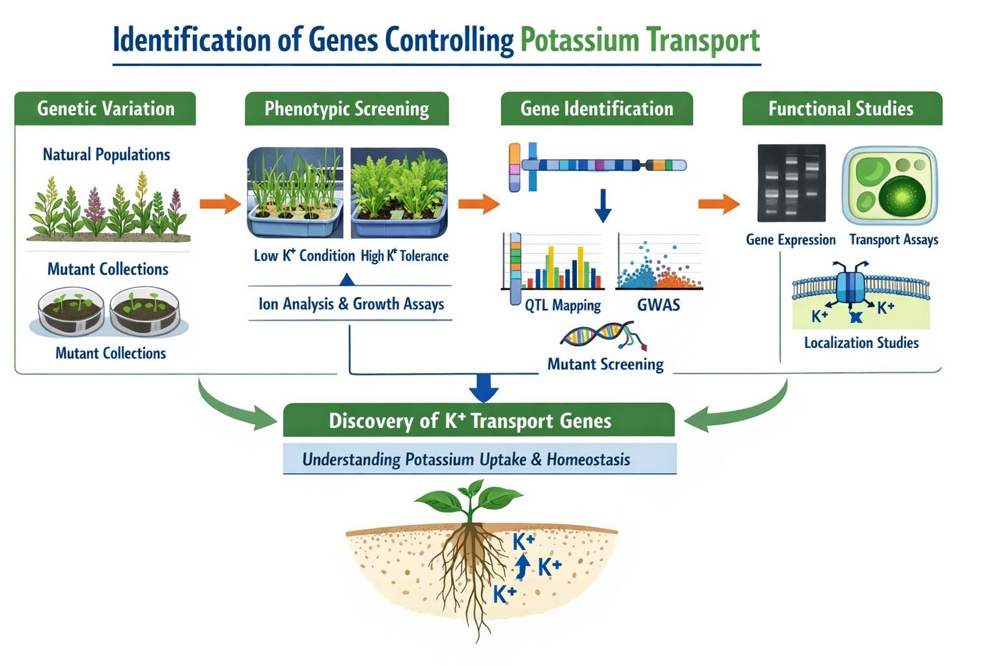 Identification of Genes Controlling Potassium Transport
Genetic Variation
Natural Populations
Mutant Collections
Mutant Collections
Phenotypic Screening
Low K+ Condition High K+ Tolerance
Ion Analysis & Growth Assays
Gene Identification
QTL Mapping
GWAS
Mutant Screening
Functional Studies
Gene Expression
Transport Assays
K+
K+
Localization Studies
Discovery of K+ Transport Genes
Understanding Potassium Uptake & Homeostasis
K+
K+
K+